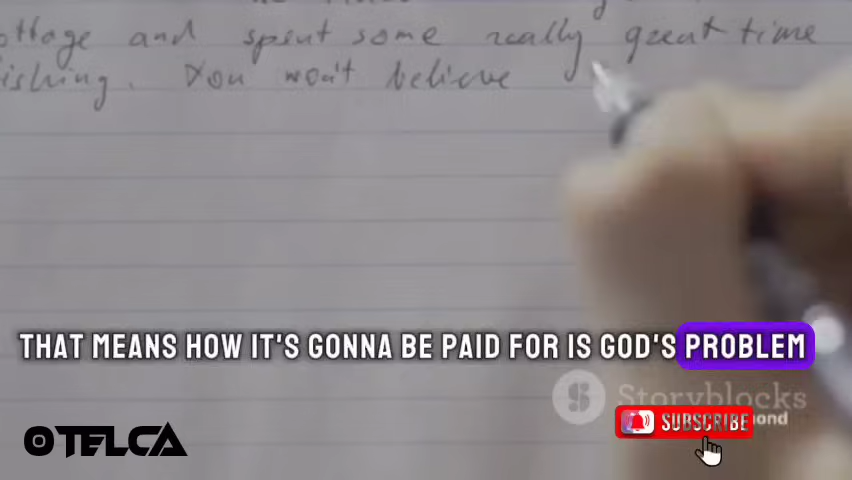 ottage and spent some really great time
ishing. You won't believe
THAT MEANS HOW IT'S GONNA BE PAID FOR IS GOD'S PROBLEM
Storyblocks
ond
SUBSCRIBE
OTELCA